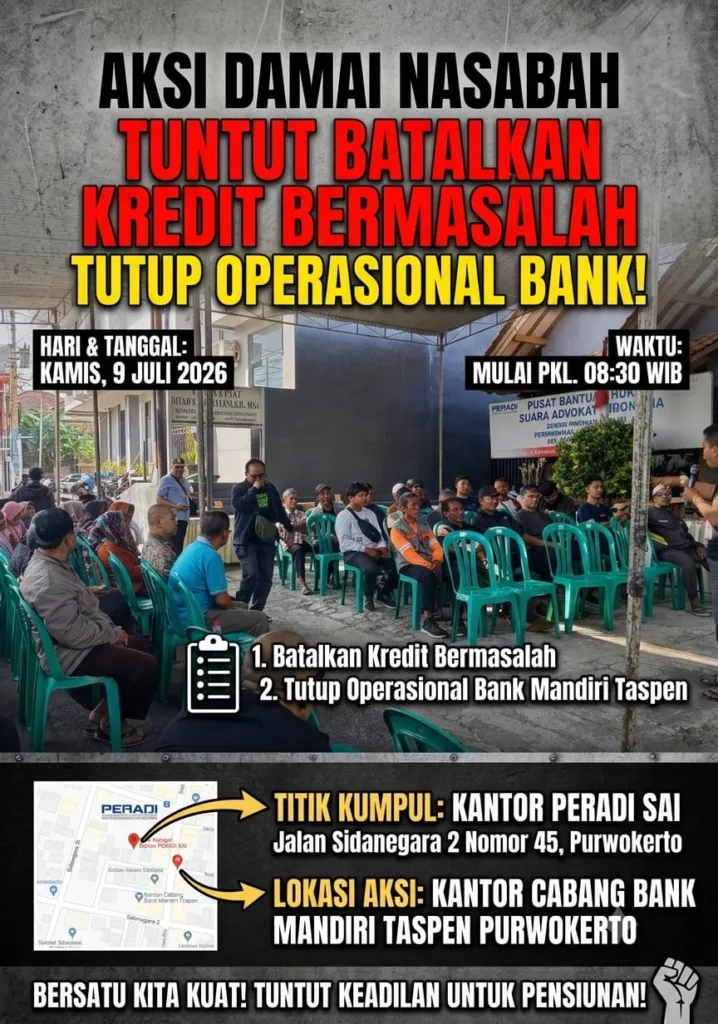 AKSI DAMAI NASABAH
TUNTUT BATALKAN
KREDIT BERMASALAH
TUTUP OPERASIONAL BANK!
HARI & TANGGAL:
KAMIS, 9 JULI 2026
WAKTU:
MULAI PKL. 08:30 WIB
PERADI
PUSAT BANTU
SUARA ADVOKAT
1. Batalkan Kredit Bermasalah
2. Tutup Operasional Bank Mandiri Taspen
PERADI
TITIK KUMPUL: KANTOR PERADI SAI
Jalan Sidanegara 2 Nomor 45, Purwokerto
LOKASI AKSI: KANTOR CABANG BANK
MANDIRI TASPEN PURWOKERTO
BERSATU KITA KUAT! TUNTUT KEADILAN UNTUK PENSIUNAN!